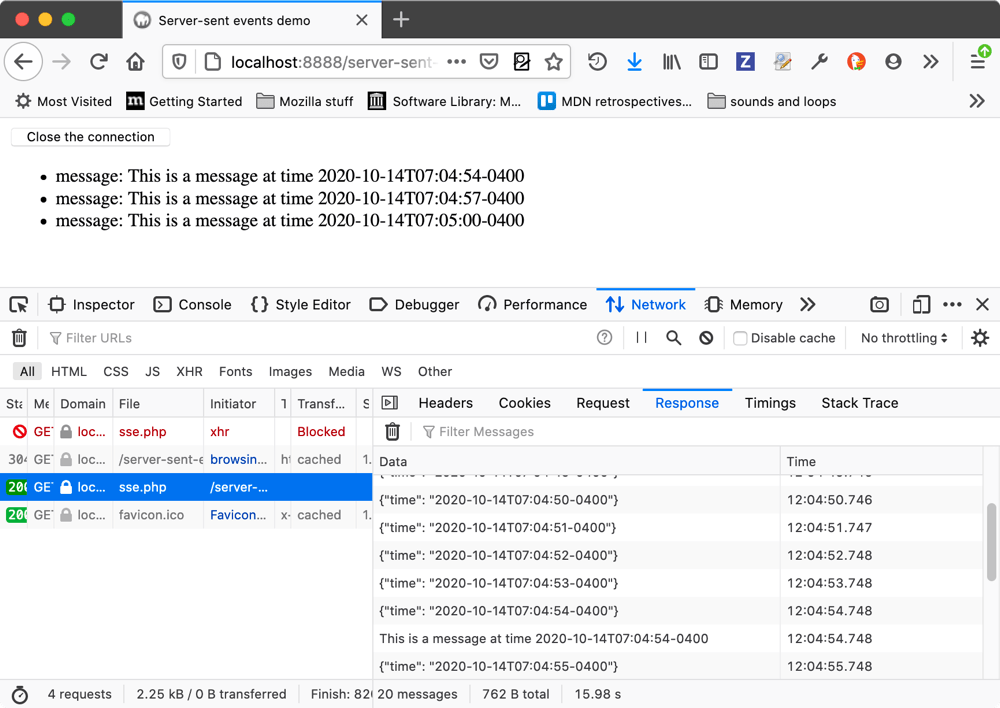 Server-sent events demo
localhost:8888/server-sent-
Most Visited Getting Started Mozilla stuff Software Library: M... MDN retrospectives... sounds and loops
Close the connection
message: This is a message at time 2020-10-14T07:04:54-0400
message: This is a message at time 2020-10-14T07:04:57-0400
message: This is a message at time 2020-10-14T07:05:00-0400
Inspector Console Style Editor Debugger Performance Network Memory
Filter URLs Disable cache No throttling
All HTML CSS JS XHR Fonts Images Media WS Other
Domain File Initiator T Transf... S Headers Cookies Request Response Timings Stack Trace
GET loc... sse.php xhr Blocked Filter Messages
304 GET loc... /server-sent-e browsin... cached 1. Data Time
200 GET loc... sse.php /server-...
200 GET loc... favicon.ico Favicon... x- cached 1.
{"time": "2020-10-14T07:04:50-0400"} 12:04:50.746
{"time": "2020-10-14T07:04:51-0400"} 12:04:51.747
{"time": "2020-10-14T07:04:52-0400"} 12:04:52.748
{"time": "2020-10-14T07:04:53-0400"} 12:04:53.748
{"time": "2020-10-14T07:04:54-0400"} 12:04:54.748
This is a message at time 2020-10-14T07:04:54-0400 12:04:54.748
{"time": "2020-10-14T07:04:55-0400"} 12:04:55.748
4 requests 2.25 kB / 0 B transferred Finish: 82 20 messages 762 B total 15.98 s